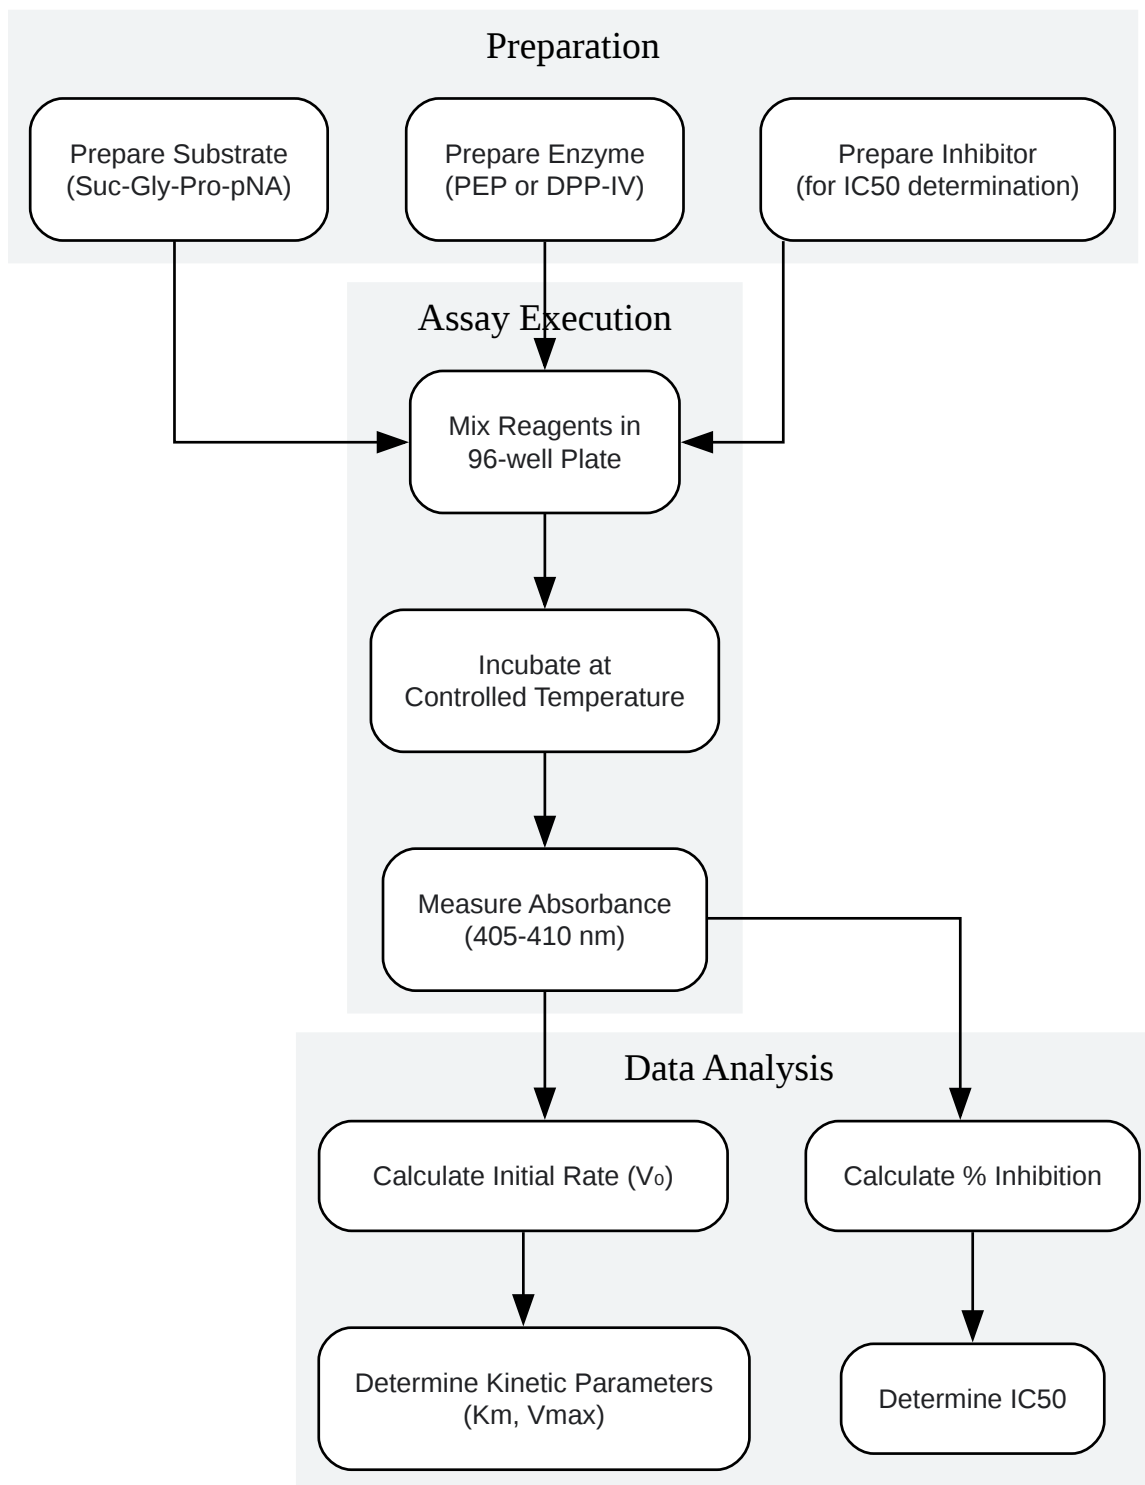 Preparation
Prepare Substrate
(Suc-Gly-Pro-pNA)
Prepare Enzyme
(PEP or DPP-IV)
Prepare Inhibitor
(for IC50 determination)
Assay Execution
Mix Reagents in
96-well Plate
Incubate at
Controlled Temperature
Measure Absorbance
(405-410 nm)
Data Analysis
Calculate Initial Rate (V₀)
Calculate % Inhibition
Determine Kinetic Parameters
(Km, Vmax)
Determine IC50